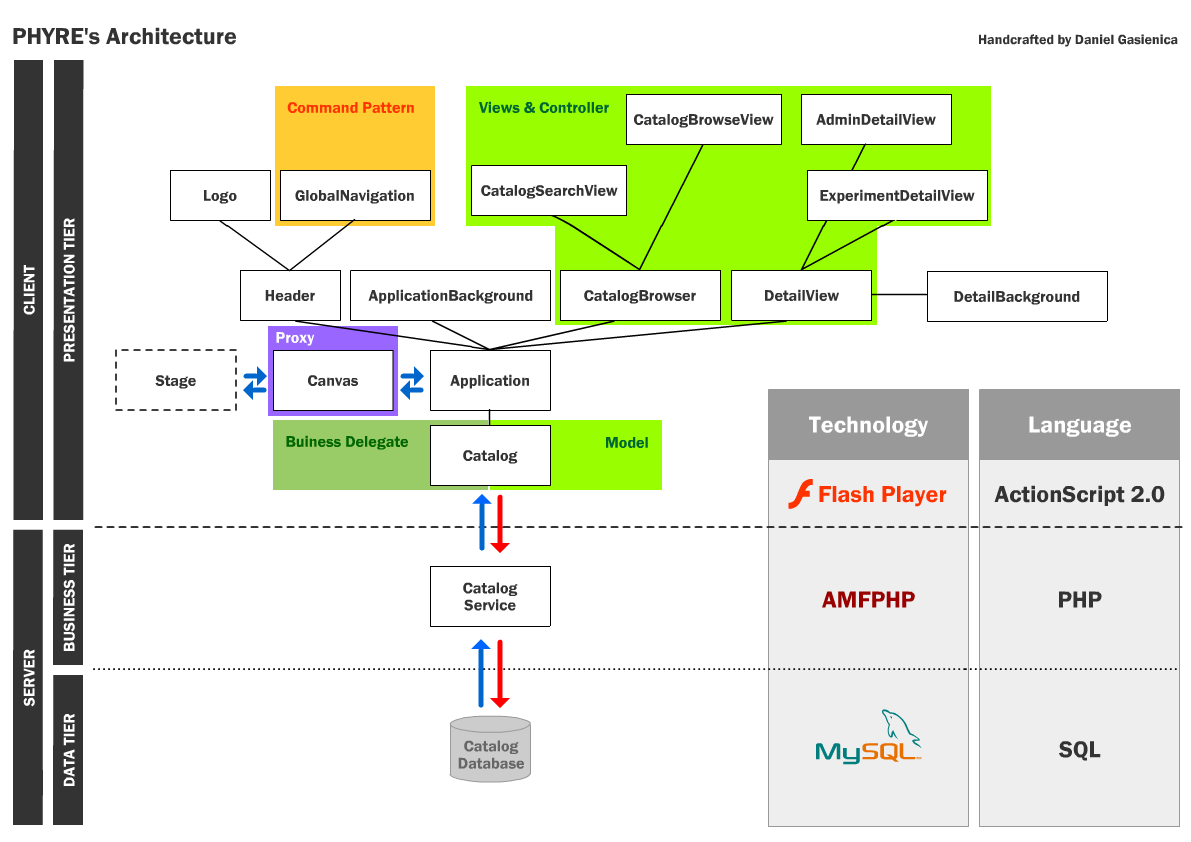 PHYRE's Architecture
Handcrafted by Daniel Gasienica
CLIENT
PRESENTATION TIER
Command Pattern
Views & Controller
CatalogBrowseView
AdminDetailView
Logo
GlobalNavigation
CatalogSearchView
ExperimentDetailView
Header
ApplicationBackground
CatalogBrowser
DetailView
DetailBackground
Proxy
Stage
Canvas
Application
Buiness Delegate
Catalog
Model
Technology
Language
Flash Player
ActionScript 2.0
SERVER
BUSINESS TIER
Catalog
Service
AMFPHP
PHP
DATA TIER
Catalog
Database
MySQL
SQL